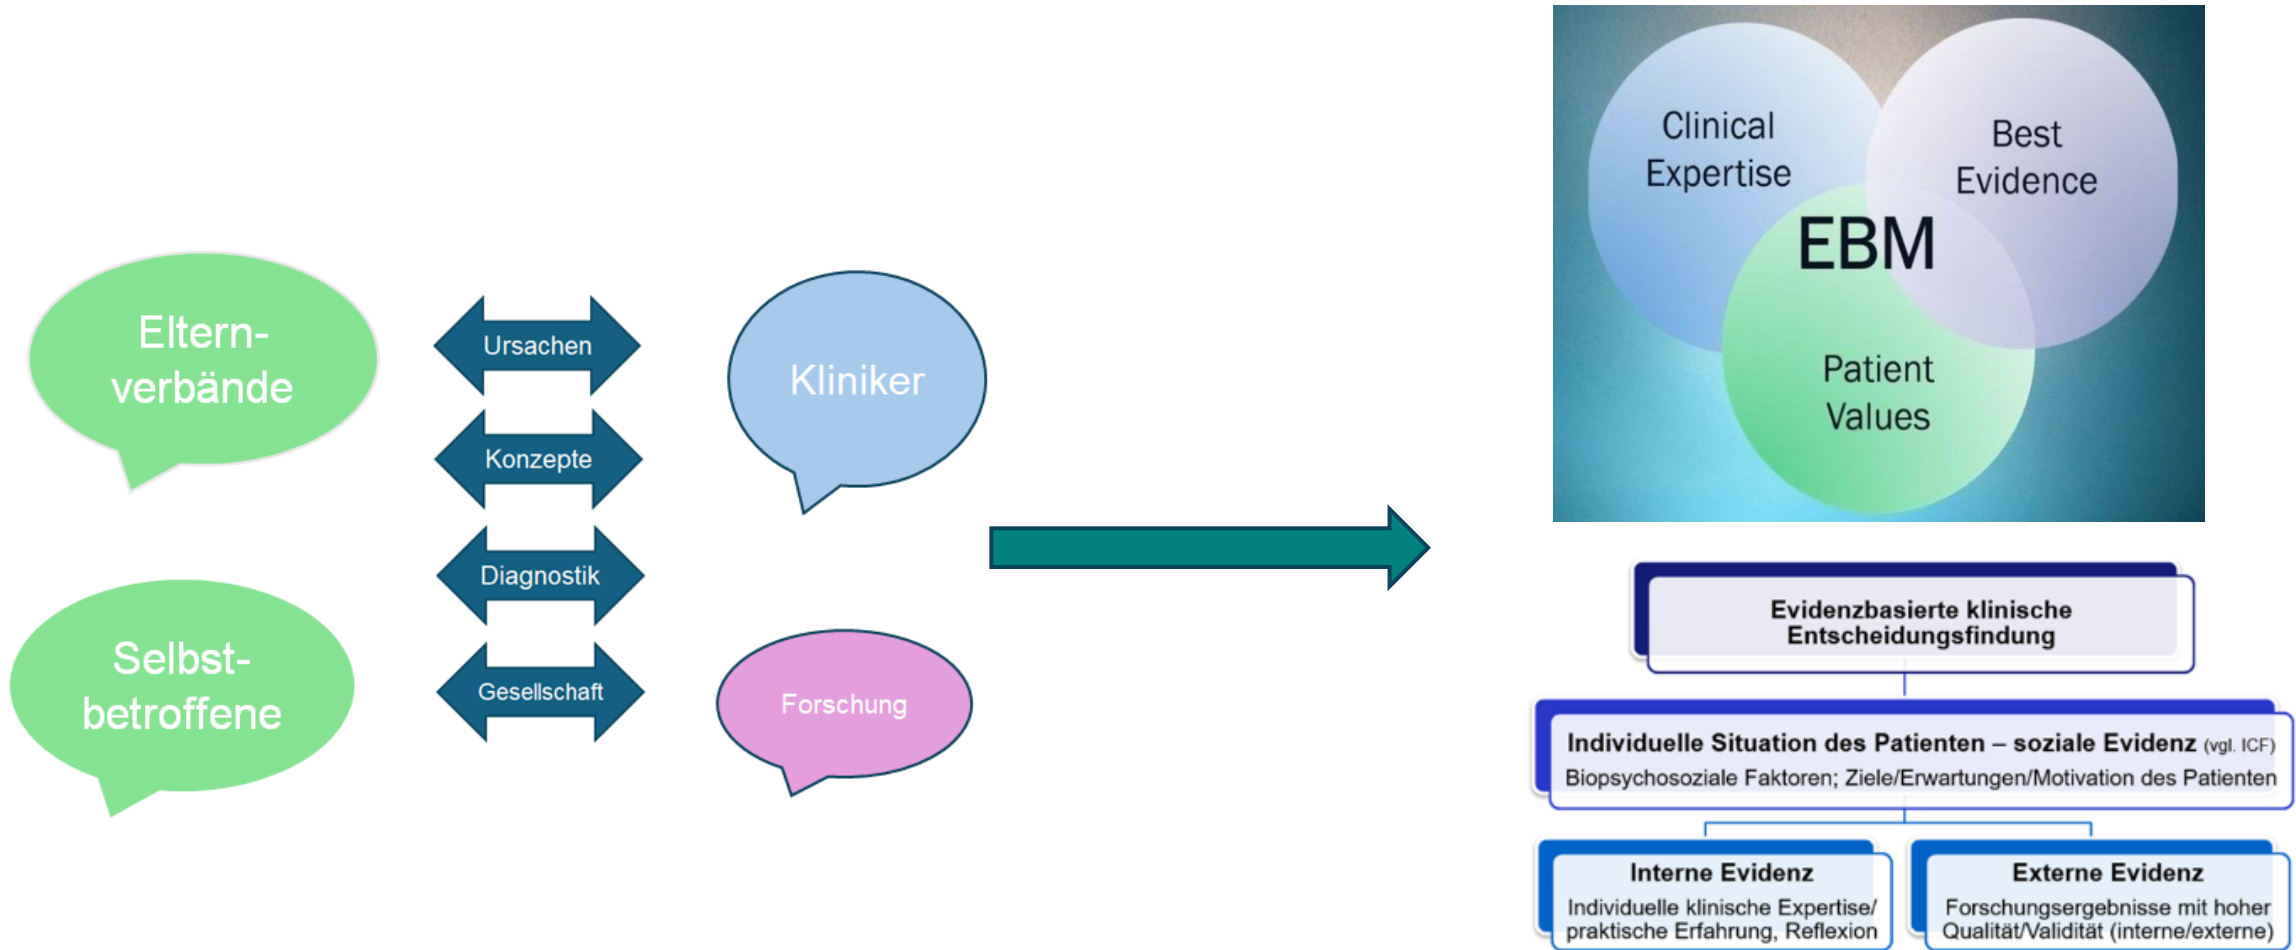 Eltern-
verbände
Selbst-
betroffene
Ursachen
Konzepte
Diagnostik
Gesellschaft
Kliniker
Forschung
Clinical
Expertise
Best
Evidence
EBM
Patient
Values
Evidenzbasierte klinische
Entscheidungsfindung
Individuelle Situation des Patienten – soziale Evidenz (vgl. ICF)
Biopsychosoziale Faktoren; Ziele/Erwartungen/Motivation des Patienten
Interne Evidenz
Individuelle klinische Expertise/
praktische Erfahrung, Reflexion
Externe Evidenz
Forschungsergebnisse mit hoher
Qualität/Validität (interne/externe)